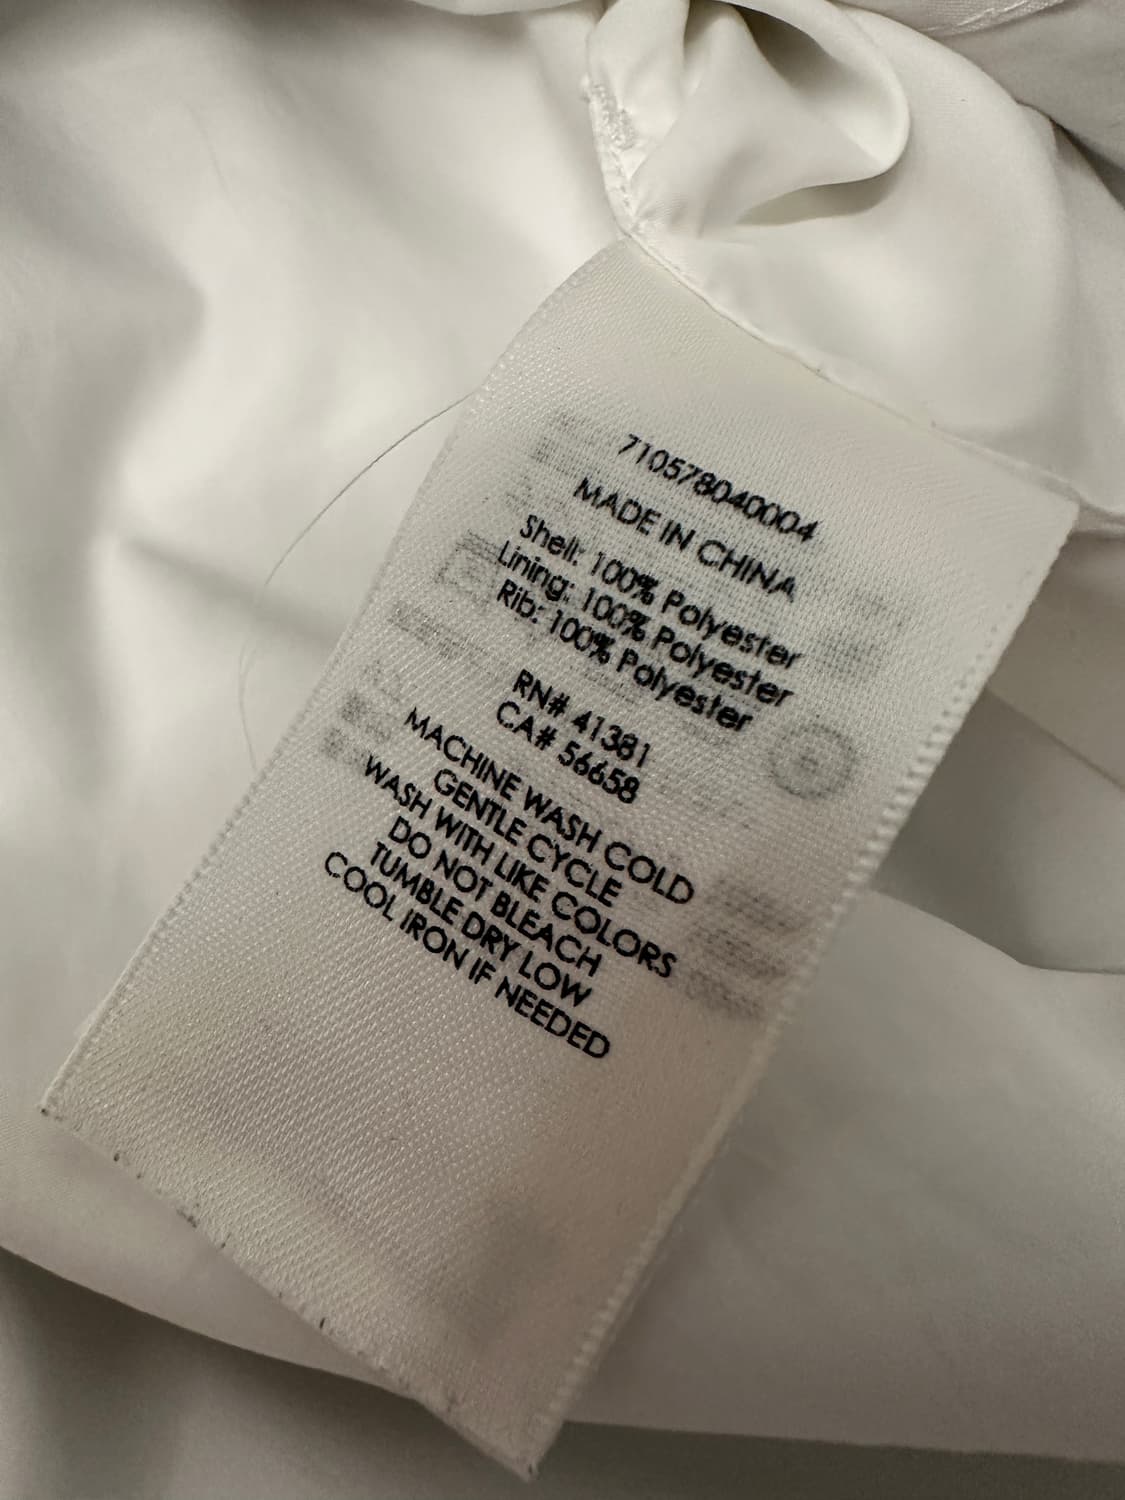 710578040004
MADE IN CHINA
Shell: 100% Polyester
Lining: 100% Polyester
Rib: 100% Polyester
RN# 41381
CA# 56658
MACHINE WASH COLD
GENTLE CYCLE
WASH WITH LIKE COLORS
DO NOT BLEACH
TUMBLE DRY LOW
COOL IRON IF NEEDED